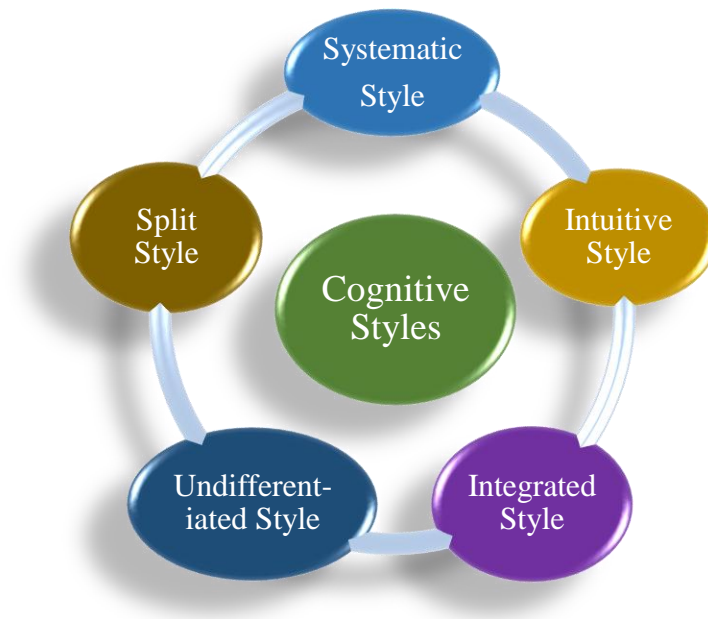 Systematic
Style
Split
Style
Intuitive
Style
Cognitive
Styles
Undifferent-
iated Style
Integrated
Style